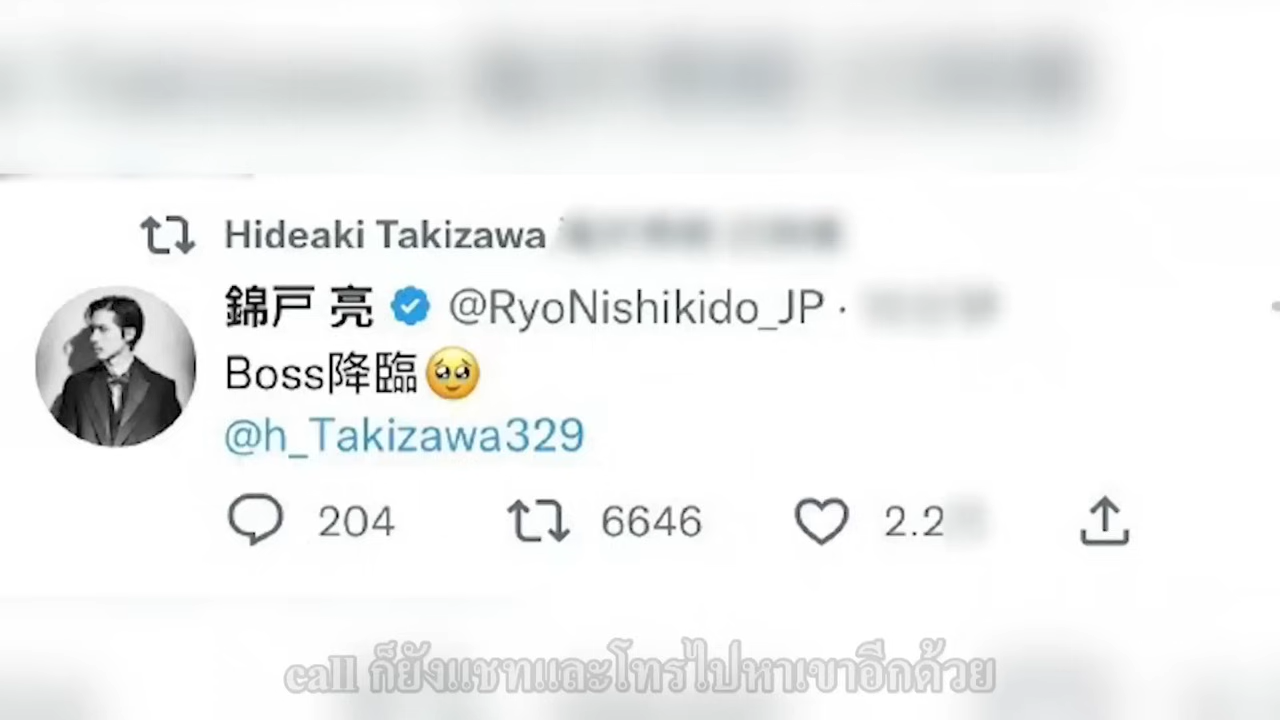 Hideaki Takizawa
錦戸 亮 @RyoNishikido_JP ·
Boss降臨🥹
@h_Takizawa329
204 6646 2.2
call ก็ยังแชทและโทรไปหาเขาอีกด้วย